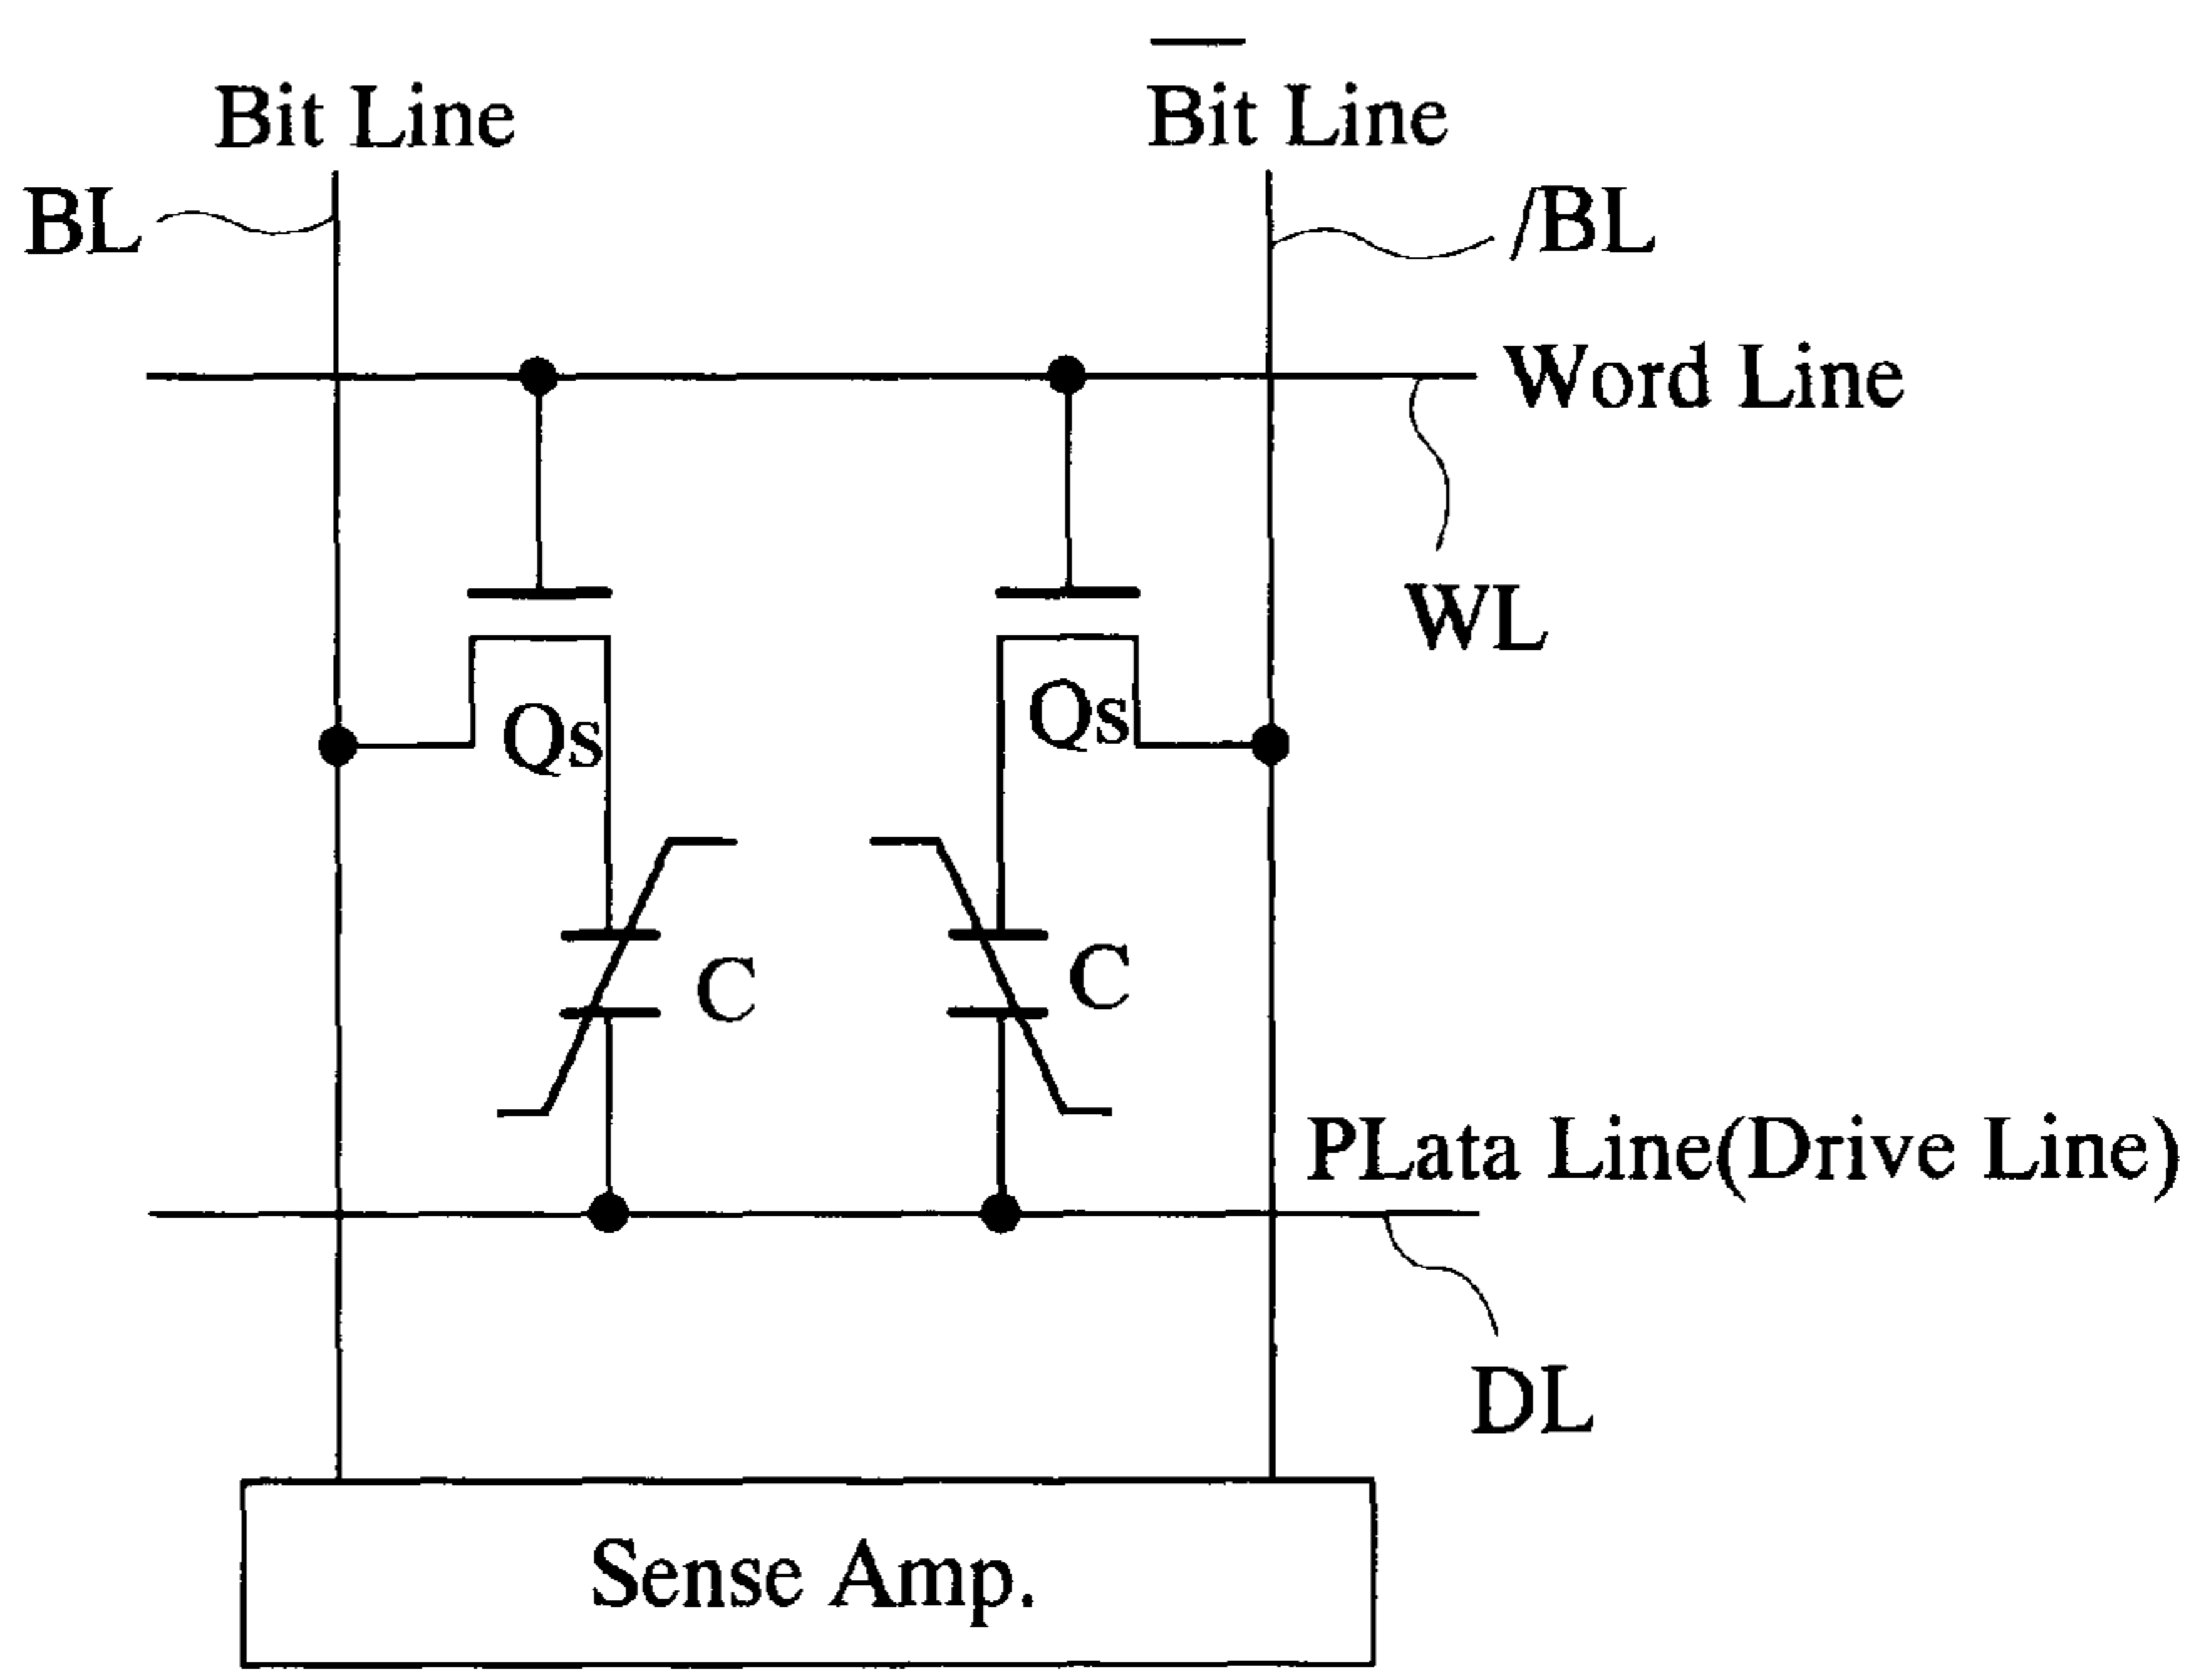 Bit Line
Bit Line
BL
/BL
Word Line
WL
Qs
Qs
C
C
PLata Line(Drive Line)
DL
Sense Amp.